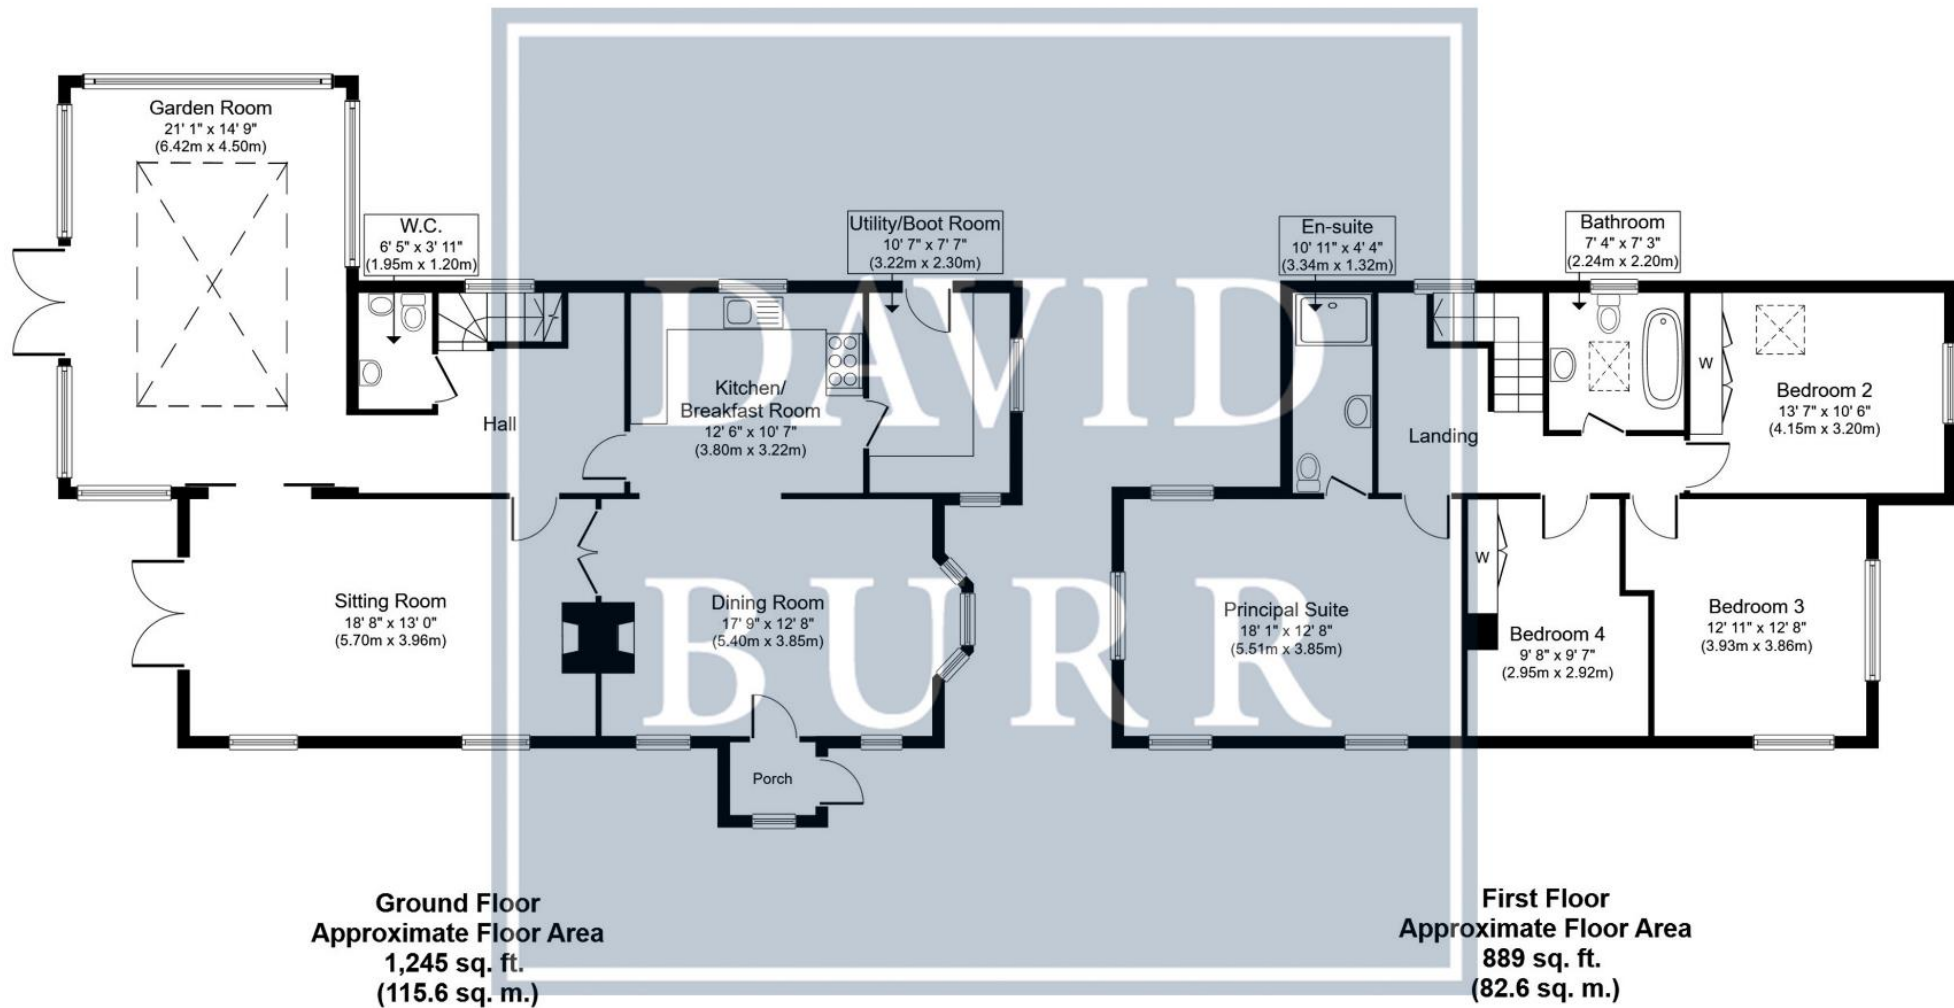 Garden Room
21' 1" x 14' 9"
(6.42m x 4.50m)
W.C.
6' 5" x 3' 11"
(1.95m x 1.20m)
Utility/Boot Room
10' 7" x 7' 7"
(3.22m x 2.30m)
Kitchen/
Breakfast Room
12' 6" x 10' 7"
(3.80m x 3.22m)
Hall
Sitting Room
18' 8" x 13' 0"
(5.70m x 3.96m)
Dining Room
17' 9" x 12' 8"
(5.40m x 3.85m)
Porch
Ground Floor
Approximate Floor Area
1,245 sq. ft.
(115.6 sq. m.)
En-suite
10' 11" x 4' 4"
(3.34m x 1.32m)
Bathroom
7' 4" x 7' 3"
(2.24m x 2.20m)
W
Bedroom 2
13' 7" x 10' 6"
(4.15m x 3.20m)
Landing
Principal Suite
18' 1" x 12' 8"
(5.51m x 3.85m)
W
Bedroom 4
9' 8" x 9' 7"
(2.95m x 2.92m)
Bedroom 3
12' 11" x 12' 8"
(3.93m x 3.86m)
First Floor
Approximate Floor Area
889 sq. ft.
(82.6 sq. m.)
DAVID
BURR